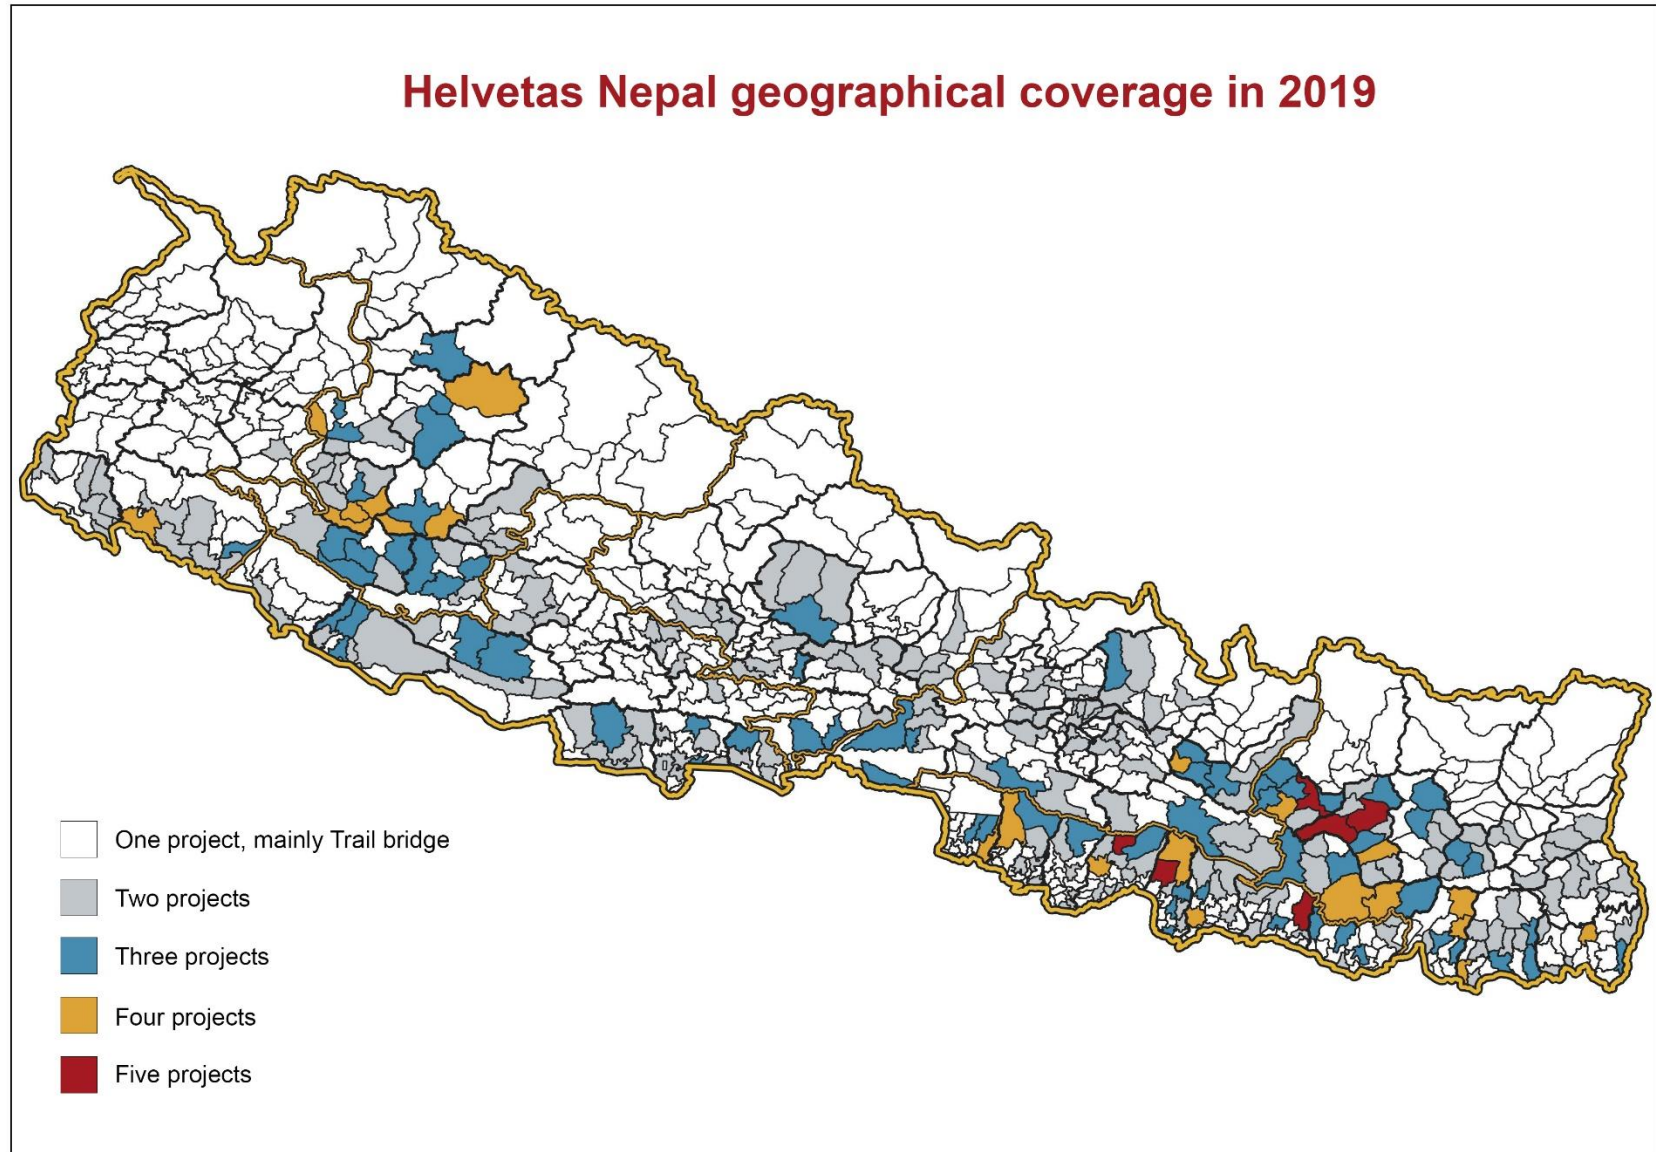 Helvetas Nepal geographical coverage in 2019
One project, mainly Trail bridge
Two projects
Three projects
Four projects
Five projects